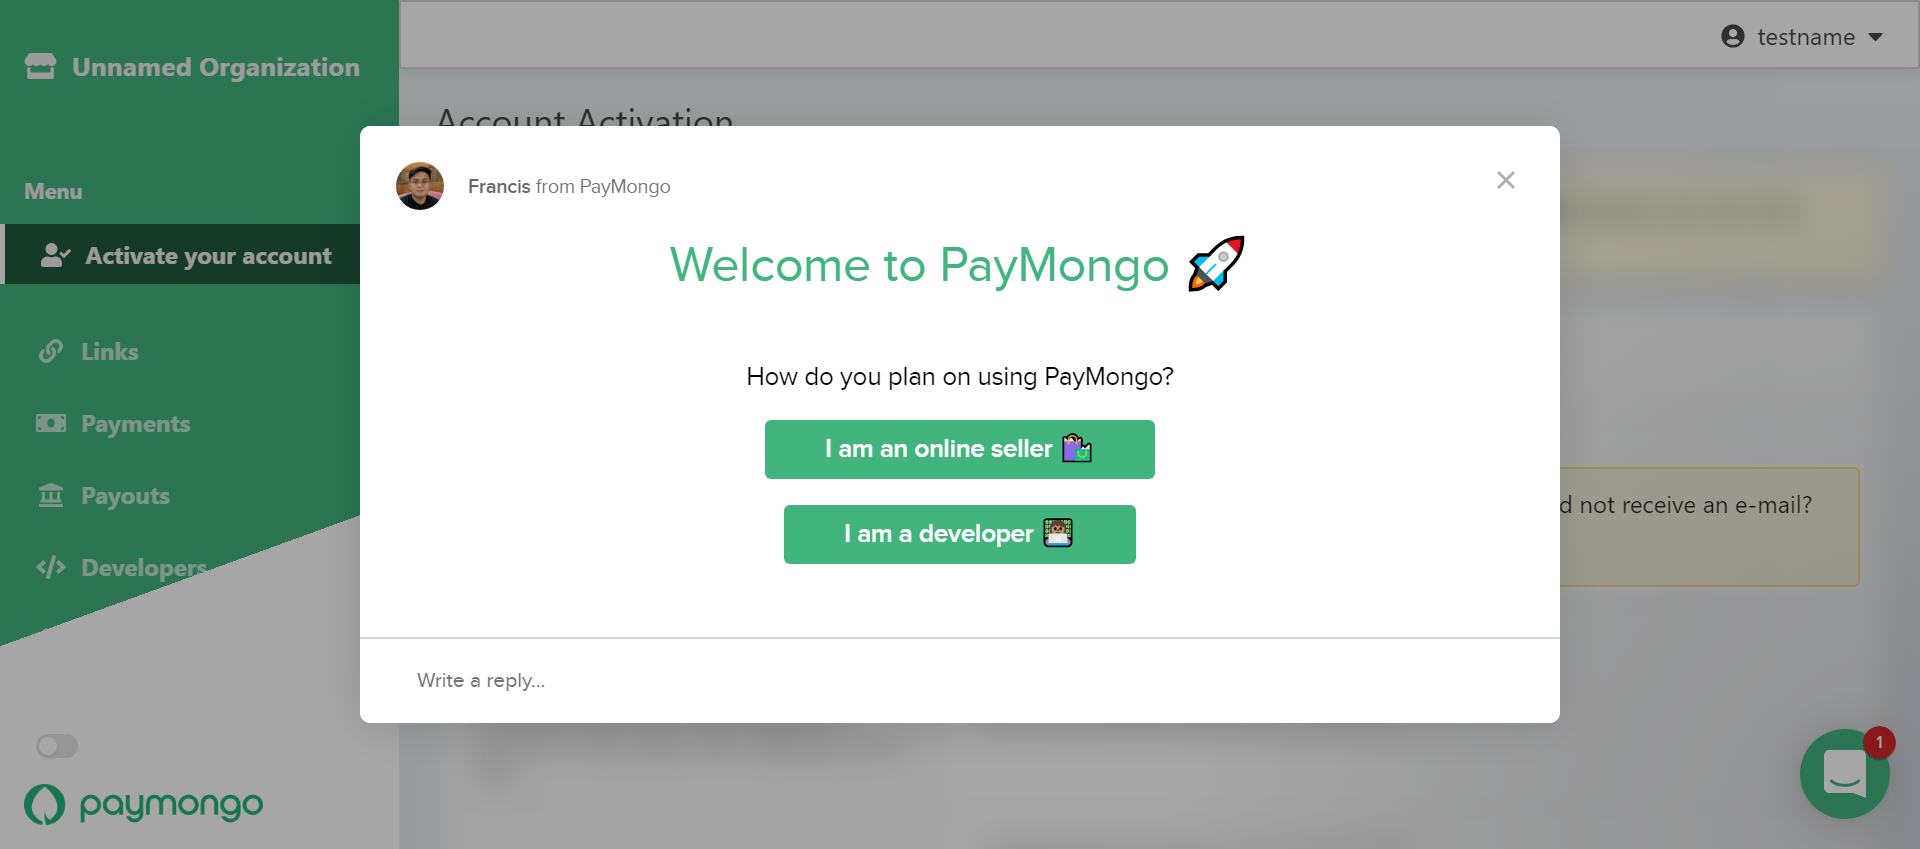 Unnamed Organization
testname
Account Activation
Menu
Activate your account
Links
Payments
Payouts
Developers
paymongo
Francis from PayMongo
Welcome to PayMongo 🚀
How do you plan on using PayMongo?
I am an online seller 🛍️
I am a developer 👨🏽‍💻
Write a reply...
d not receive an e-mail?
1